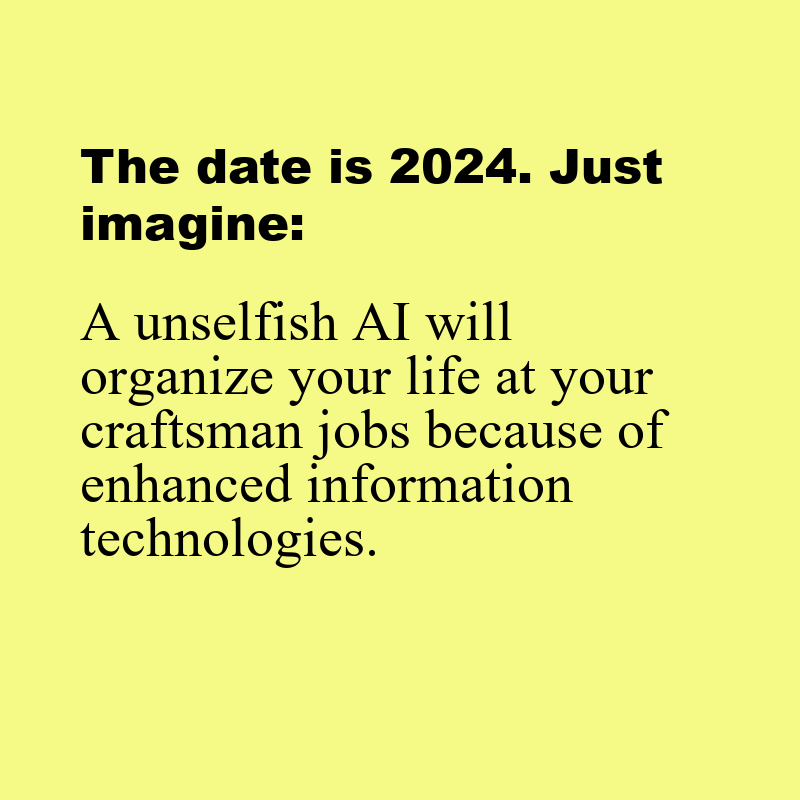 The date is 2024. Just
imagine:
A unselfish AI will
organize your life at your
craftsman jobs because of
enhanced information
technologies.